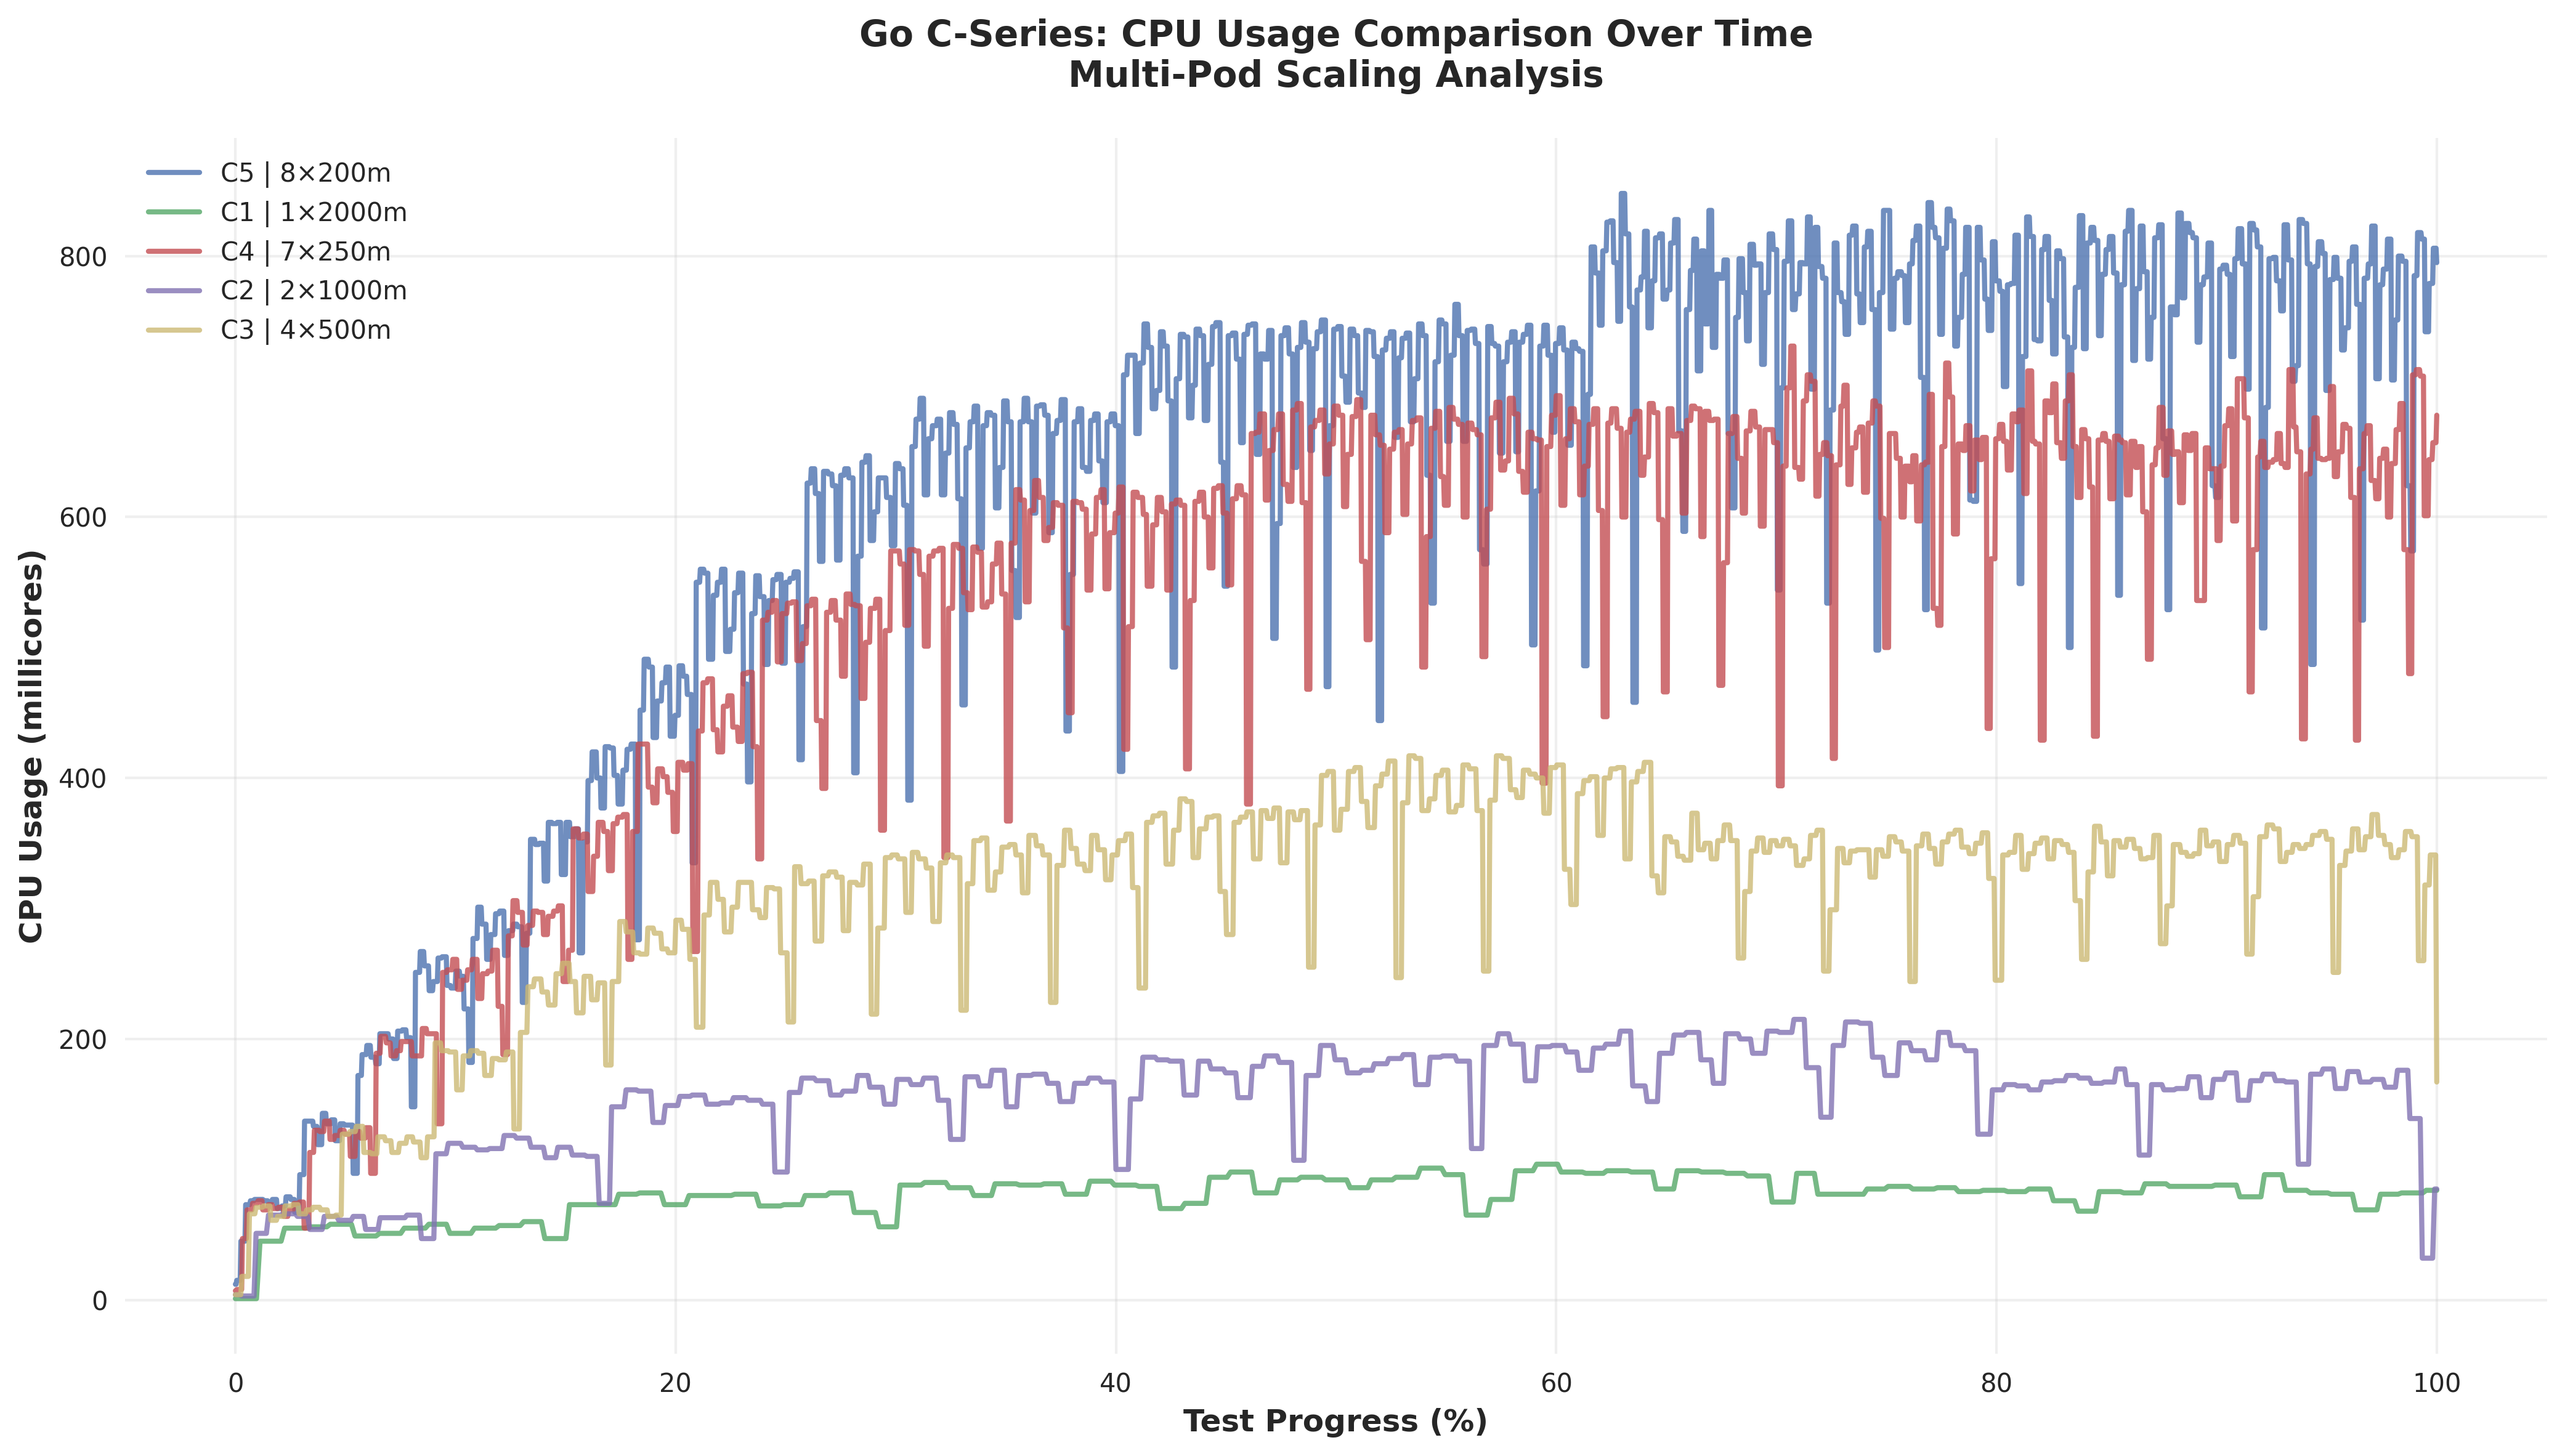 Go C-Series: CPU Usage Comparison Over Time
Multi-Pod Scaling Analysis
C5 | 8×200m
C1 | 1×2000m
C4 | 7×250m
C2 | 2×1000m
C3 | 4×500m
CPU Usage (millicores)
800
600
400
200
0
0 20 40 60 80 100
Test Progress (%)